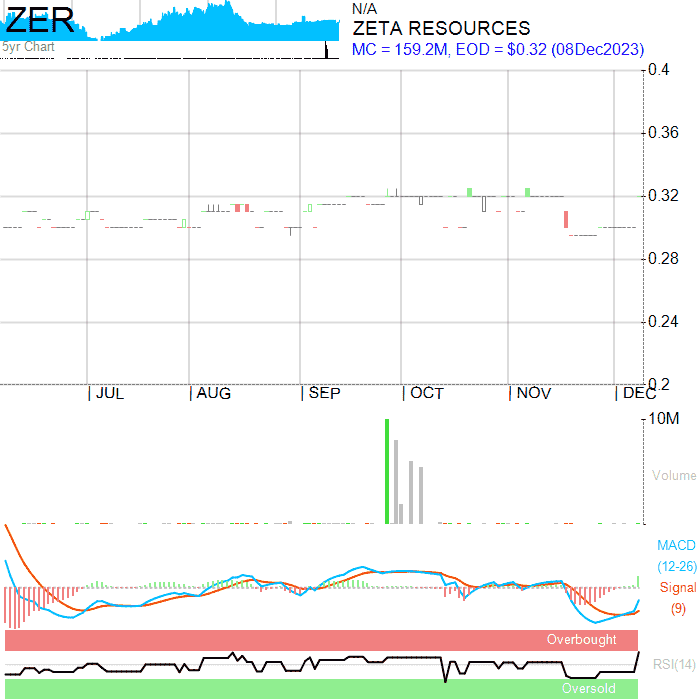 ZER
5yr Chart
N/A
ZETA RESOURCES
MC = 159.2M, EOD = $0.32 (08Dec2023)
0.4
0.36
0.32
0.28
0.24
0.2
| JUL | AUG | SEP | OCT | NOV | DEC
10M
Volume
MACD
(12-26)
Signal
(9)
Overbought
RSI(14)
Oversold